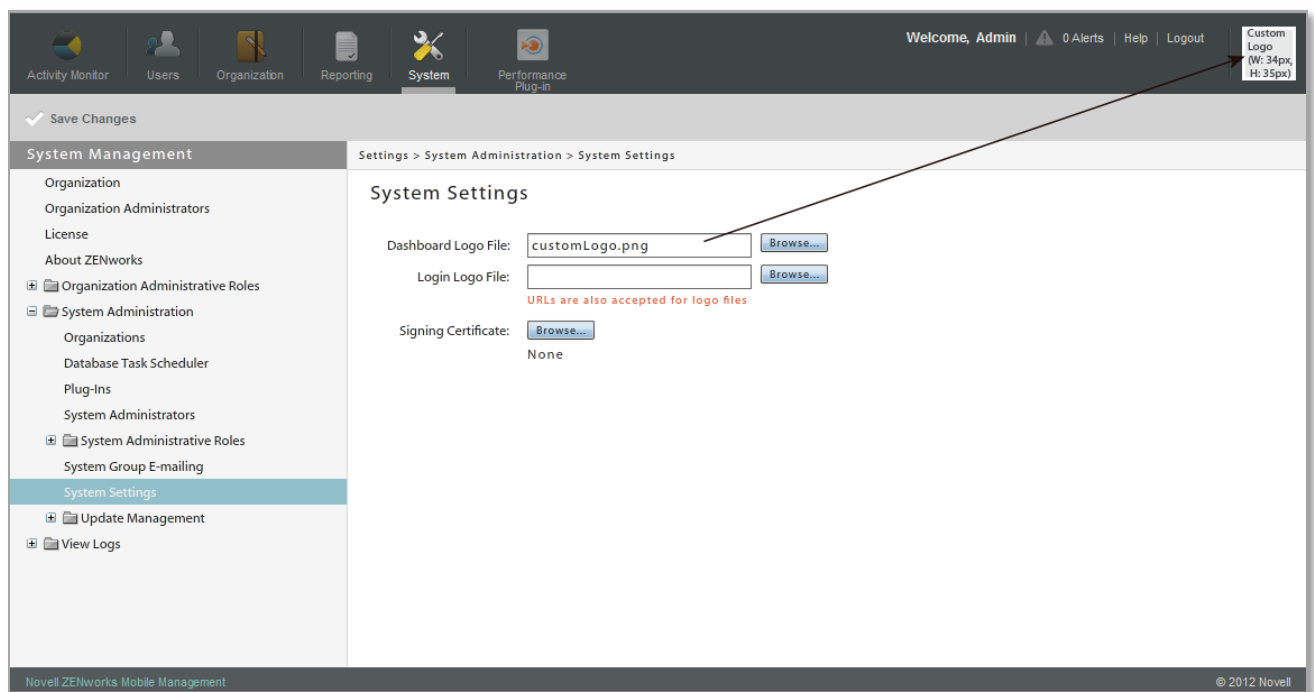 Activity Monitor
Users
Organization
Reporting
System
Performance
Plug-in
Welcome, Admin | 0 Alerts | Help | Logout
Custom
Logo
(W: 34px,
H: 35px)
Save Changes
System Management
Organization
Organization Administrators
License
About ZENworks
Organization Administrative Roles
System Administration
Organizations
Database Task Scheduler
Plug-Ins
System Administrators
System Administrative Roles
System Group E-mailing
System Settings
Update Management
View Logs
Settings > System Administration > System Settings
System Settings
Dashboard Logo File: customLogo.png Browse...
Login Logo File: Browse...
URLs are also accepted for logo files
Signing Certificate: Browse...
None
Novell ZENworks Mobile Management
© 2012 Novell